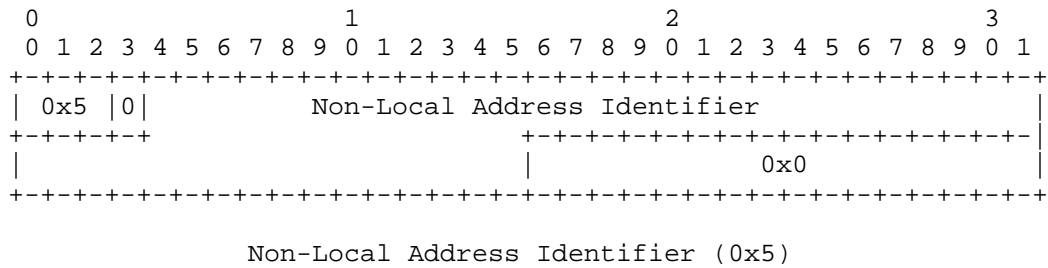 0                   1                   2                   3
 0 1 2 3 4 5 6 7 8 9 0 1 2 3 4 5 6 7 8 9 0 1 2 3 4 5 6 7 8 9 0 1
+-+-+-+-+-+-+-+-+-+-+-+-+-+-+-+-+-+-+-+-+-+-+-+-+-+-+-+-+-+-+-+-+
| 0x5 |0|          Non-Local Address Identifier                 |
+-+-+-+-+                       +-+-+-+-+-+-+-+-+-+-+-+-+-+-+-+-|
|                               |              0x0              |
+-+-+-+-+-+-+-+-+-+-+-+-+-+-+-+-+-+-+-+-+-+-+-+-+-+-+-+-+-+-+-+-+
Non-Local Address Identifier (0x5)